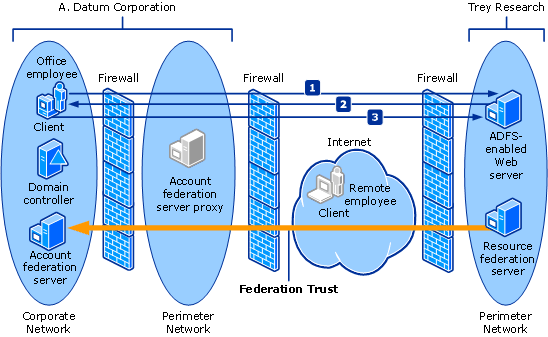 A. Datum Corporation
Trey Research
Office
employee
Firewall
Firewall
Firewall
1
2
3
Client
ADFS-
enabled
Web
server
Internet
Account
federation
server proxy
Remote
employee
Client
Domain
controller
Account
federation
server
Resource
federation
server
Federation Trust
Corporate
Network
Perimeter
Network
Perimeter
Network